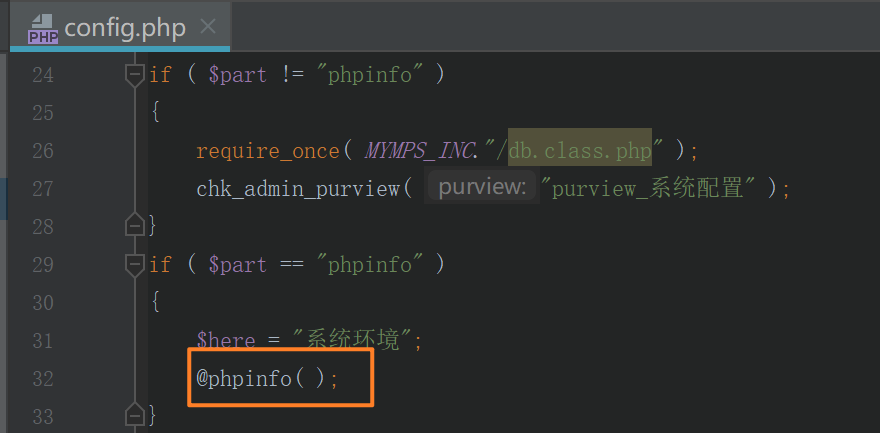 PHP config.php ×
24 if ( $part != "phpinfo" )
25 {
26 require_once( MYMPS_INC."/db.class.php" );
27 chk_admin_purview( purview: "purview_系统配置" );
28 }
29 if ( $part == "phpinfo" )
30 {
31 $here = "系统环境";
32 @phpinfo( );
33 }